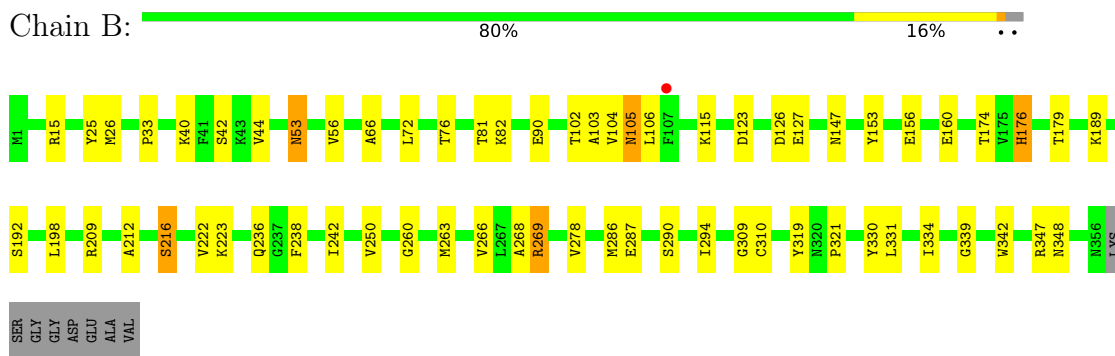 Chain B:
80% 16% • •
M1 R15 Y25 M26 P33 K40 F41 S42 K43 V44 N53 V56 A66 L72 T76 T81 K82 E90 T102 A103 V104 N105 L106 F107 K115 D123 D126 E127 N147 Y153 E156 E160 T174 V175 H176 T179 K189
S192 L198 R209 A212 S216 V222 K223 Q236 G237 F238 I242 V250 G260 M263 V266 L267 A268 R269 V278 M286 E287 S290 I294 G309 C310 Y319 N320 P321 Y330 L331 I334 G339 W342 R347 N348 N356 LYS
SER GLY GLY ASP GLU ALA VAL